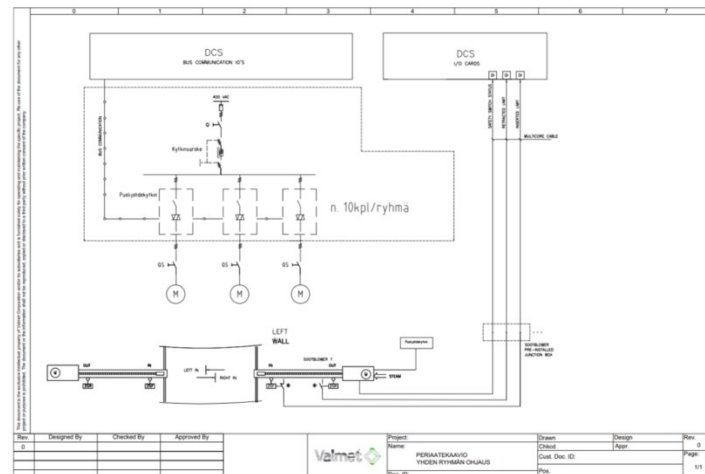 0 1 2 3 4 5 6 7
DCS
BUS COMMUNICATION IO'S
DCS
I/O CARDS
DI DI DI
BUS COMMUNICATION
SAFETY SWITCH STATUS
RETRACTED LIMIT
INSERTED LIMIT
MULTICORE CABLE
400 VAC
Q
n. 10kpl/ryhmä
QS QS QS
M M M
LEFT
WALL
OUT IN
LEFT IN
RIGHT IN
SOOTBLOWER 1
IN OUT
M
M
STEAM
SOOTBLOWER
PRE-INSTALLED
JUNCTION BOX
Rev. Designed By Checked By Approved By
0
Valmet
Project:
Name:
PERIAATEKAAVIO
YHDEN RYHMÄN OHJAUS
Drawn Design
Chkcd Appr.
Cust. Doc. ID:
Pos.
Rev.
0
Page:
1/1